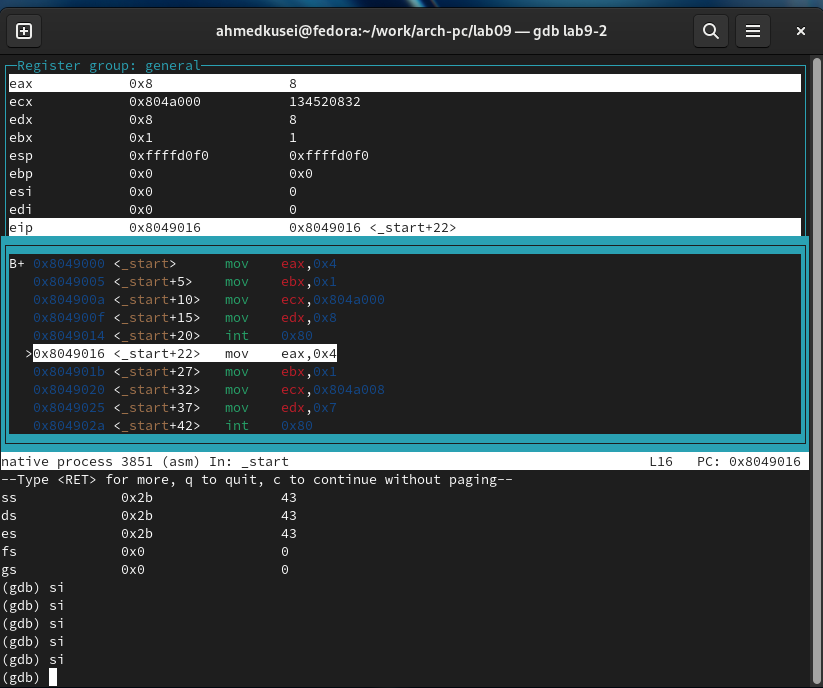 ahmedkusei@fedora:~/work/arch-pc/lab09 — gdb lab9-2
Register group: general
eax 0x8 8
ecx 0x804a000 134520832
edx 0x8 8
ebx 0x1 1
esp 0xffffd0f0 0xffffd0f0
ebp 0x0 0x0
esi 0x0 0
edi 0x0 0
eip 0x8049016 0x8049016 <_start+22>
B+ 0x8049000 <_start> mov eax,0x4
0x8049005 <_start+5> mov ebx,0x1
0x804900a <_start+10> mov ecx,0x804a000
0x804900f <_start+15> mov edx,0x8
0x8049014 <_start+20> int 0x80
>0x8049016 <_start+22> mov eax,0x4
0x804901b <_start+27> mov ebx,0x1
0x8049020 <_start+32> mov ecx,0x804a008
0x8049025 <_start+37> mov edx,0x7
0x804902a <_start+42> int 0x80
native process 3851 (asm) In: _start L16 PC: 0x8049016
--Type <RET> for more, q to quit, c to continue without paging--
ss 0x2b 43
ds 0x2b 43
es 0x2b 43
fs 0x0 0
gs 0x0 0
(gdb) si
(gdb) si
(gdb) si
(gdb) si
(gdb) si
(gdb)